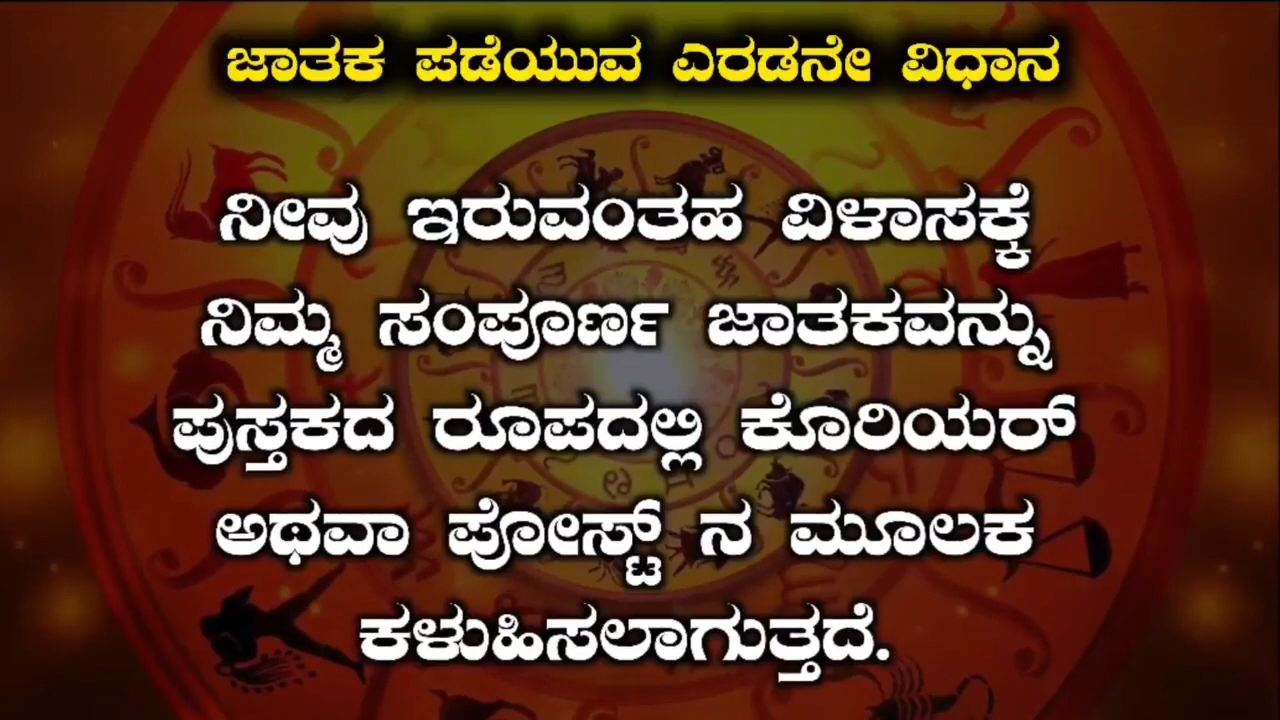 ಜಾತಕ ಪಡೆಯುವ ಎರಡನೇ ವಿಧಾನ
ನೀವು ಇರುವಂತಹ ವಿಳಾಸಕ್ಕೆ
ನಿಮ್ಮ ಸಂಪೂರ್ಣ ಜಾತಕವನ್ನು
ಪುಸ್ತಕದ ರೂಪದಲ್ಲಿ ಕೊರಿಯರ್
ಅಥವಾ ಪೋಸ್ಟ್ ನ ಮೂಲಕ
ಕಳುಹಿಸಲಾಗುತ್ತದೆ.